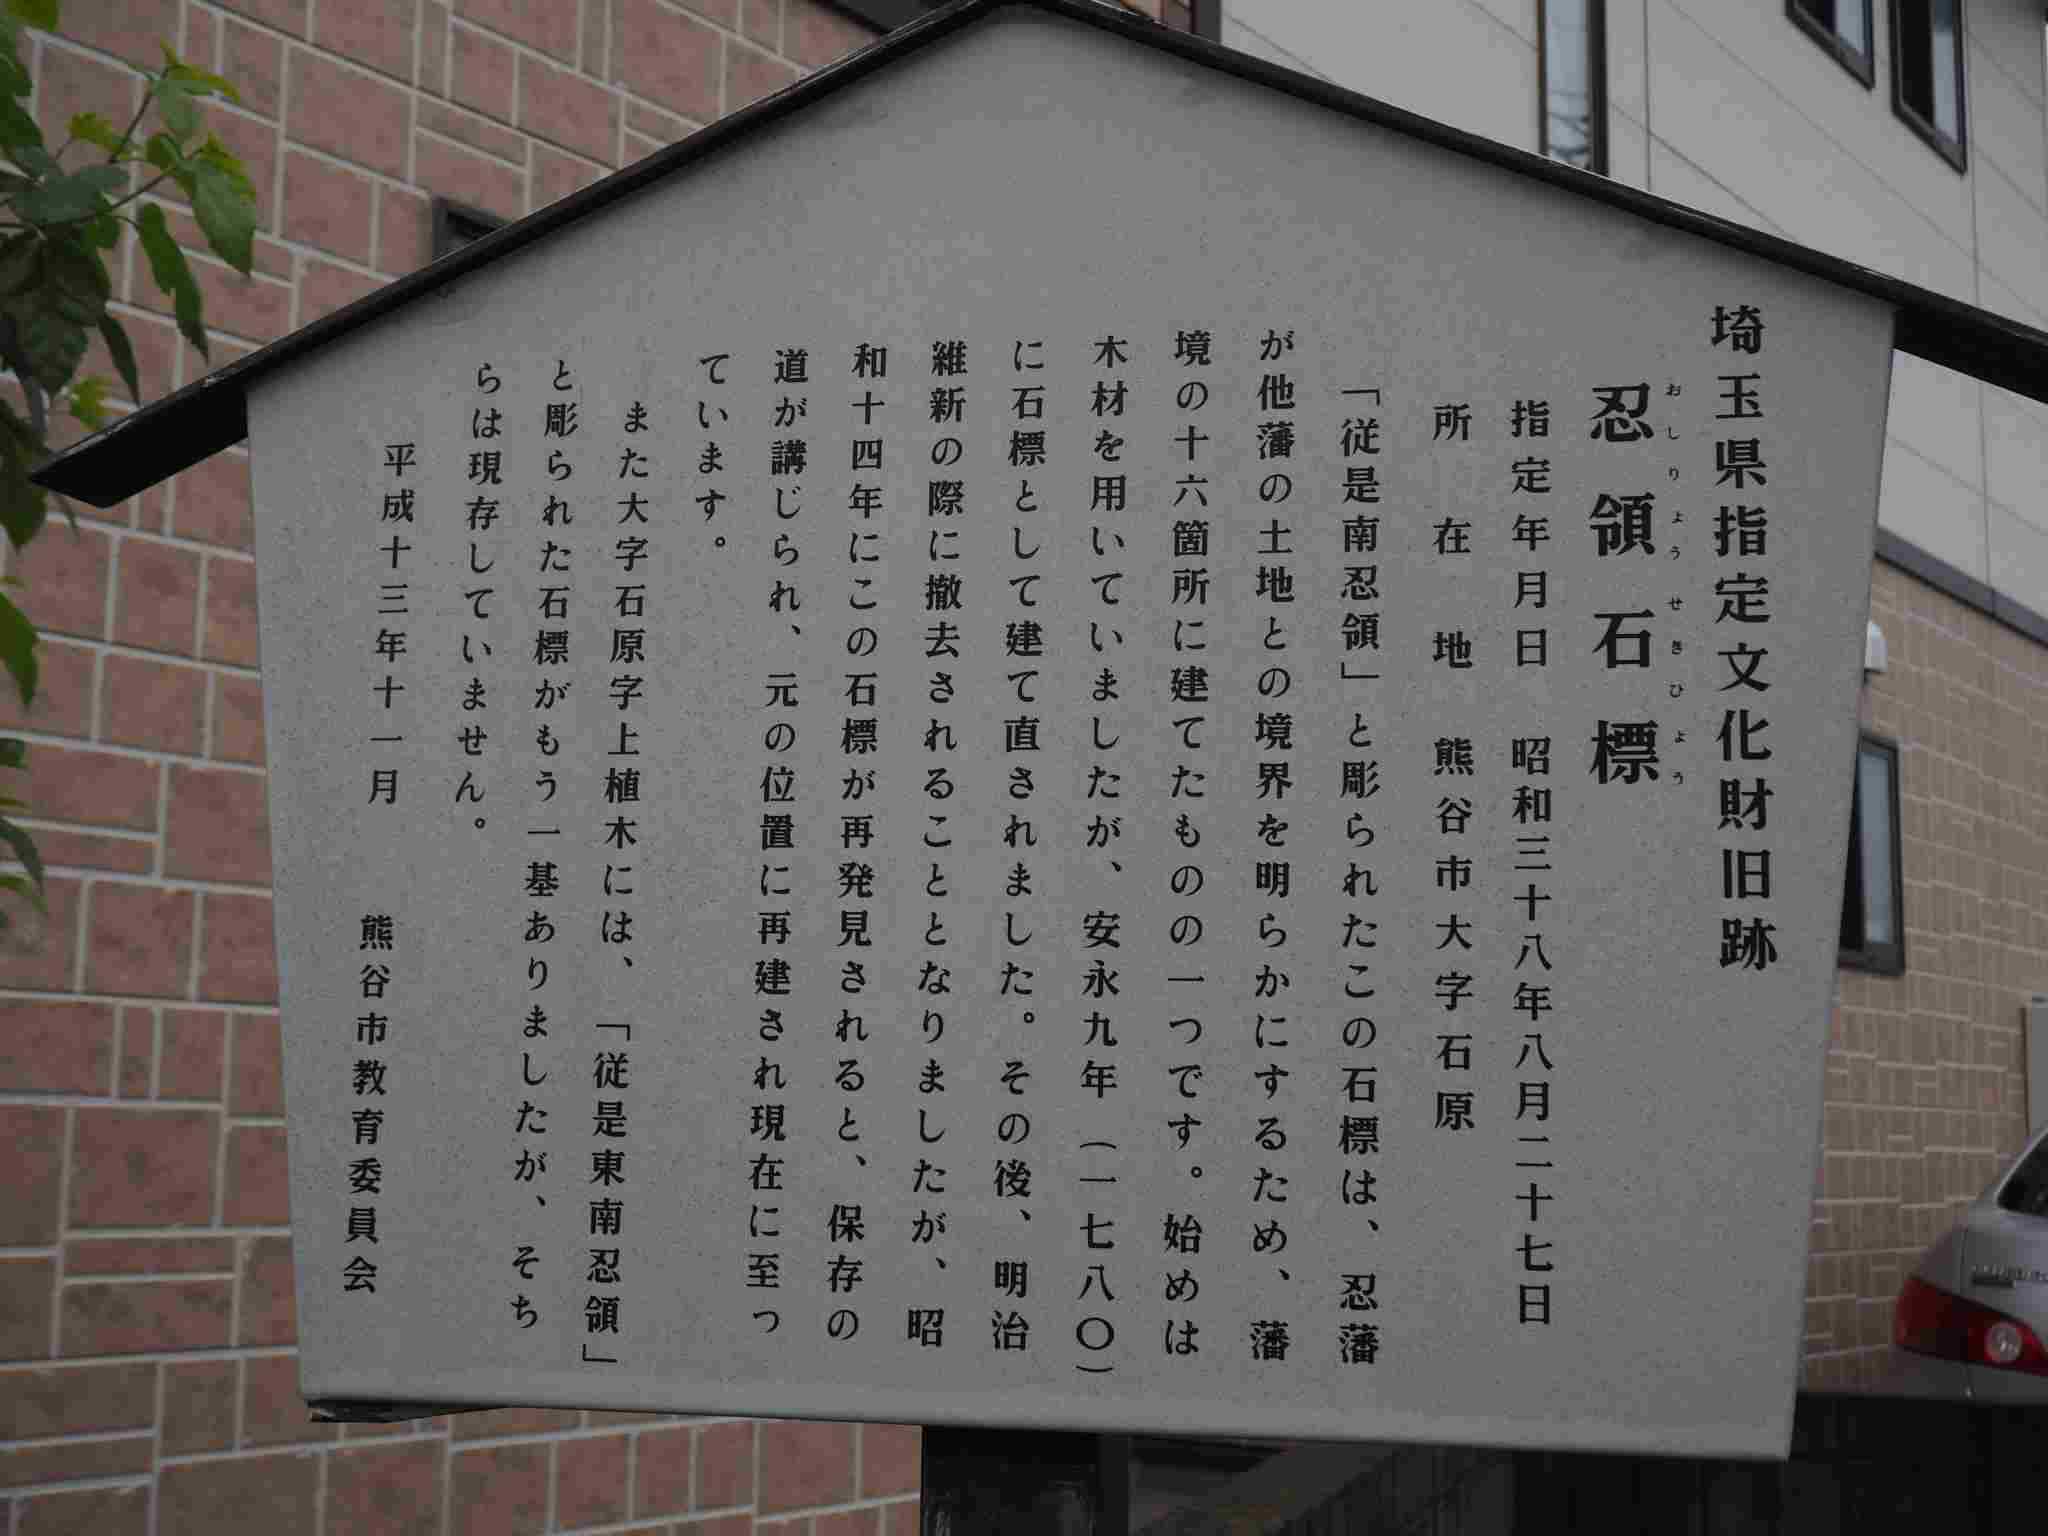 埼玉県指定文化財旧跡
おしりょうせきひょう
忍領石標
指定年月日 昭和三十八年八月二十七日
所在地 熊谷市大字石原
「従是南忍領」と彫られたこの石標は、忍藩
が他藩の土地との境界を明らかにするため、藩
境の十六箇所に建てたものの一つです。始めは
木材を用いていましたが、安永九年（一七八〇）
に石標として建て直されました。その後、明治
維新の際に撤去されることとなりましたが、昭
和十四年にこの石標が再発見されると、保存の
道が講じられ、元の位置に再建され現在に至っ
ています。
また大字石原字上植木には、「従是東南忍領」
と彫られた石標がもう一基ありましたが、そち
らは現存していません。
平成十三年十一月 熊谷市教育委員会